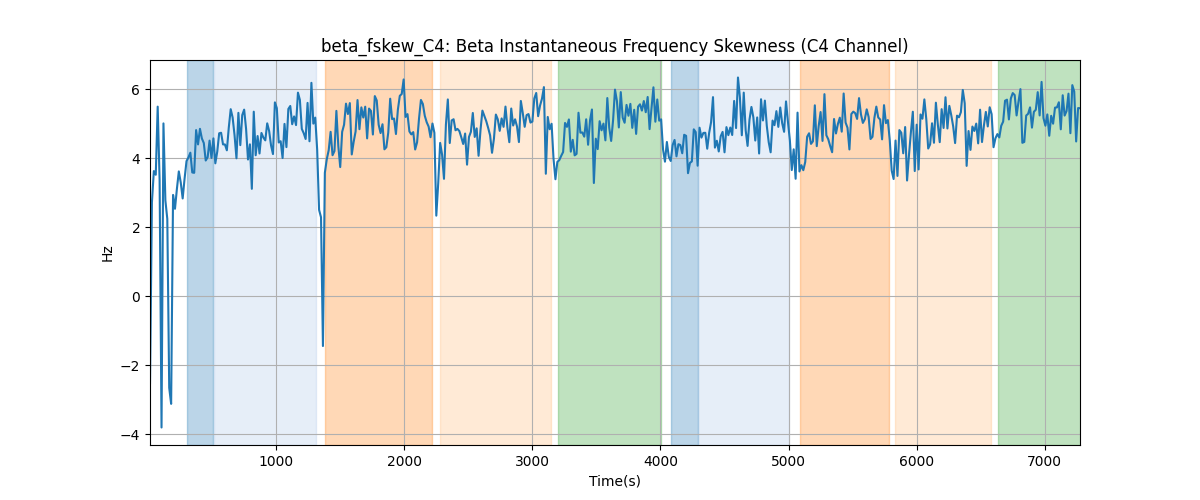 beta_fskew_C4: Beta Instantaneous Frequency Skewness (C4 Channel)
Hz
6
4
2
0
−2
−4
1000 2000 3000 4000 5000 6000 7000
Time(s)